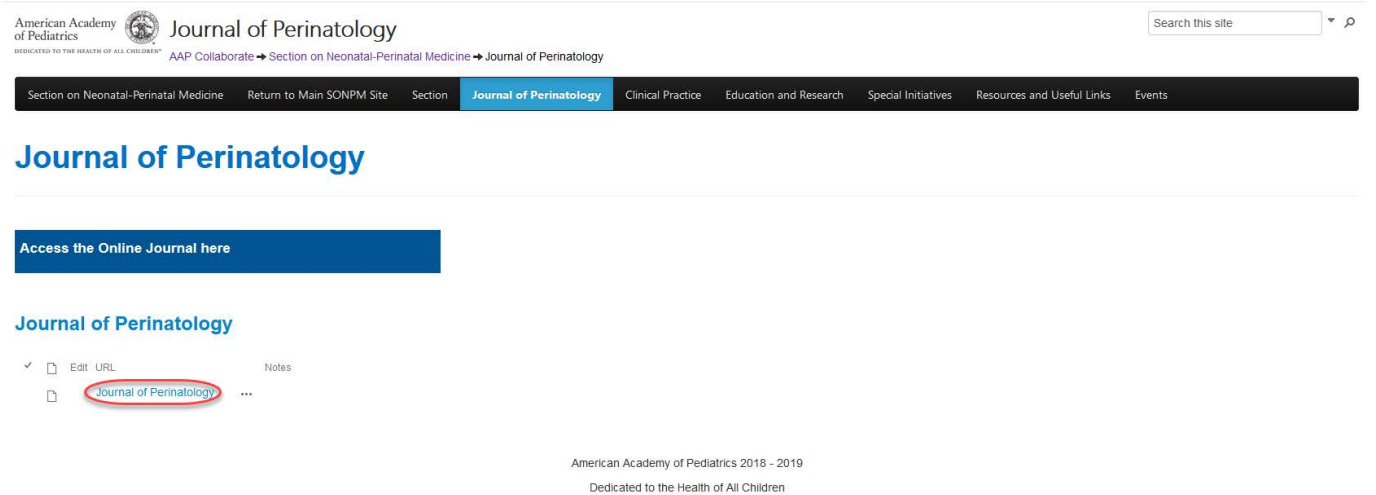 American Academy
of Pediatrics
DEDICATED TO THE HEALTH OF ALL CHILDREN®
Journal of Perinatology
AAP Collaborate → Section on Neonatal-Perinatal Medicine → Journal of Perinatology
Search this site
Section on Neonatal-Perinatal Medicine Return to Main SONPM Site Section Journal of Perinatology Clinical Practice Education and Research Special Initiatives Resources and Useful Links Events
Journal of Perinatology
Access the Online Journal here
Journal of Perinatology
Edit URL Notes
Journal of Perinatology ...
American Academy of Pediatrics 2018 - 2019
Dedicated to the Health of All Children